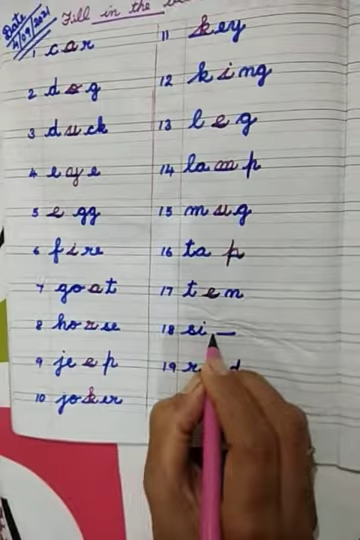 Date
4/09/2021
Fill in the
1 car
2 dog
3 duck
4 eye
5 egg
6 fire
7 goat
8 horse
9 jeep
10 joker
11 key
12 king
13 leg
14 lamp
15 mug
16 tap
17 ten
18 si_
19 r d